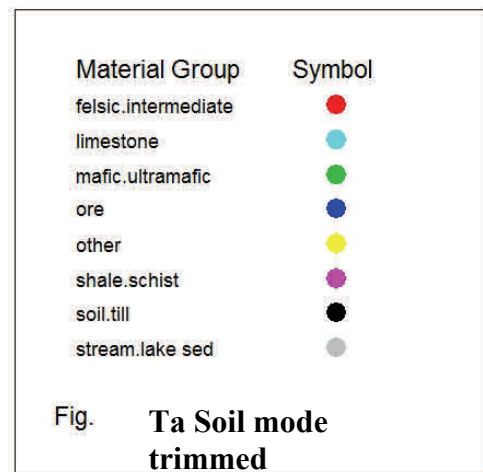 Material Group Symbol
felsic.intermediate
limestone
mafic.ultramafic
ore
other
shale.schist
soil.till
stream.lake sed
Fig. Ta Soil mode
trimmed